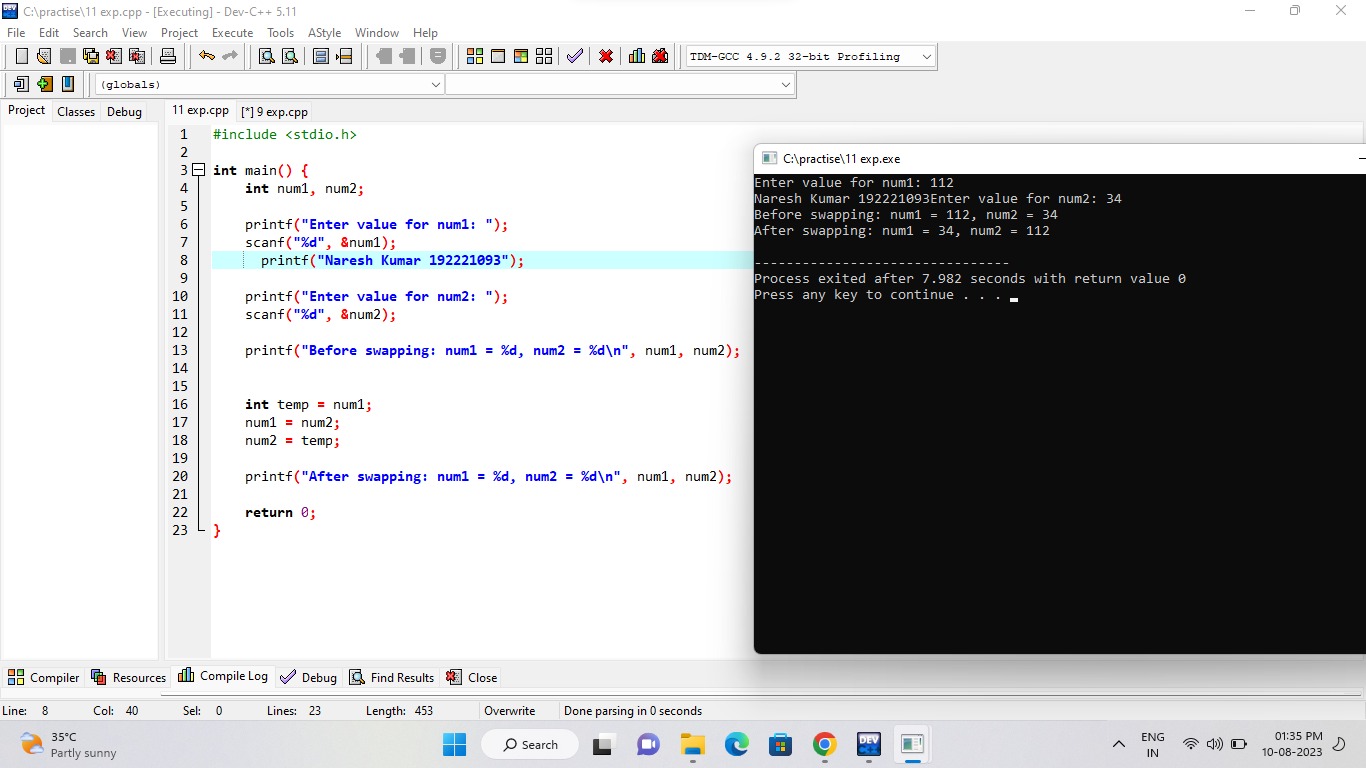 C:\practise\11 exp.cpp - [Executing] - Dev-C++ 5.11
File Edit Search View Project Execute Tools AStyle Window Help
TDM-GCC 4.9.2 32-bit Profiling
(globals)
Project Classes Debug 11 exp.cpp [*] 9 exp.cpp
1 #include <stdio.h>
2
3 int main() {
4 int num1, num2;
5
6 printf("Enter value for num1: ");
7 scanf("%d", &num1);
8 printf("Naresh Kumar 192221093");
9
10 printf("Enter value for num2: ");
11 scanf("%d", &num2);
12
13 printf("Before swapping: num1 = %d, num2 = %d\n", num1, num2);
14
15
16 int temp = num1;
17 num1 = num2;
18 num2 = temp;
19
20 printf("After swapping: num1 = %d, num2 = %d\n", num1, num2);
21
22 return 0;
23 }
C:\practise\11 exp.exe
Enter value for num1: 112
Naresh Kumar 192221093Enter value for num2: 34
Before swapping: num1 = 112, num2 = 34
After swapping: num1 = 34, num2 = 112
--------------------------------
Process exited after 7.982 seconds with return value 0
Press any key to continue . . .
Compiler Resources Compile Log Debug Find Results Close
Line: 8 Col: 40 Sel: 0 Lines: 23 Length: 453 Overwrite Done parsing in 0 seconds
35°C
Partly sunny
Search
DEV
ENG
IN
01:35 PM
10-08-2023